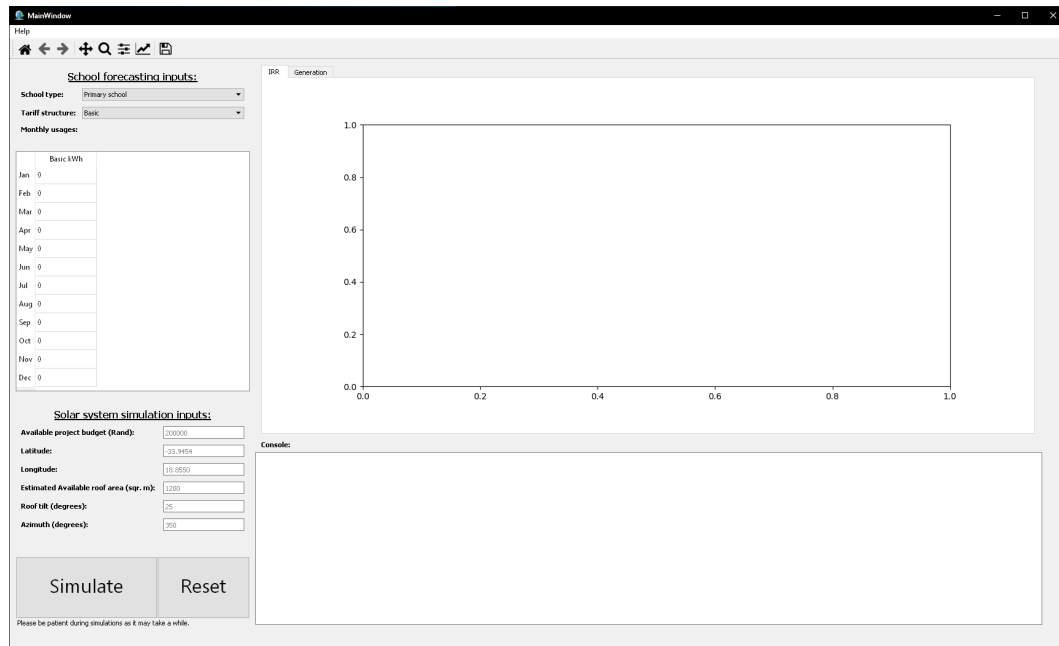 MainWindow
Help
School forecasting inputs:
School type: Primary school
Tariff structure: Basic
Monthly usages:
Basic kWh
Jan 0
Feb 0
Mar 0
Apr 0
May 0
Jun 0
Jul 0
Aug 0
Sep 0
Oct 0
Nov 0
Dec 0
Solar system simulation inputs:
Available project budget (Rand): 200000
Latitude: -33.9454
Longitude: 18.8550
Estimated Available roof area (sqr. m): 1200
Roof tilt (degrees): 25
Azimuth (degrees): 350
Simulate Reset
Please be patient during simulations as it may take a while.
IRR Generation
1.0
0.8
0.6
0.4
0.2
0.0
0.0 0.2 0.4 0.6 0.8 1.0
Console: